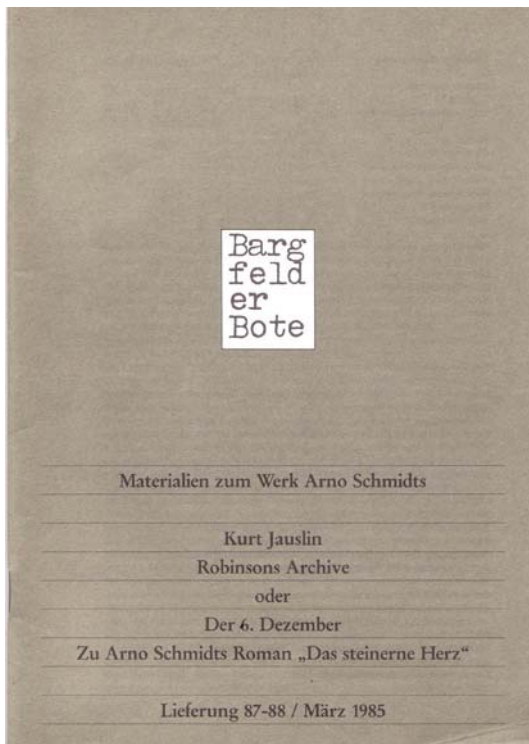 Barg
feld
er
Bote
Materialien zum Werk Arno Schmidts
Kurt Jauslin
Robinsons Archive
oder
Der 6. Dezember
Zu Arno Schmidts Roman „Das steinerne Herz“
Lieferung 87-88 / März 1985